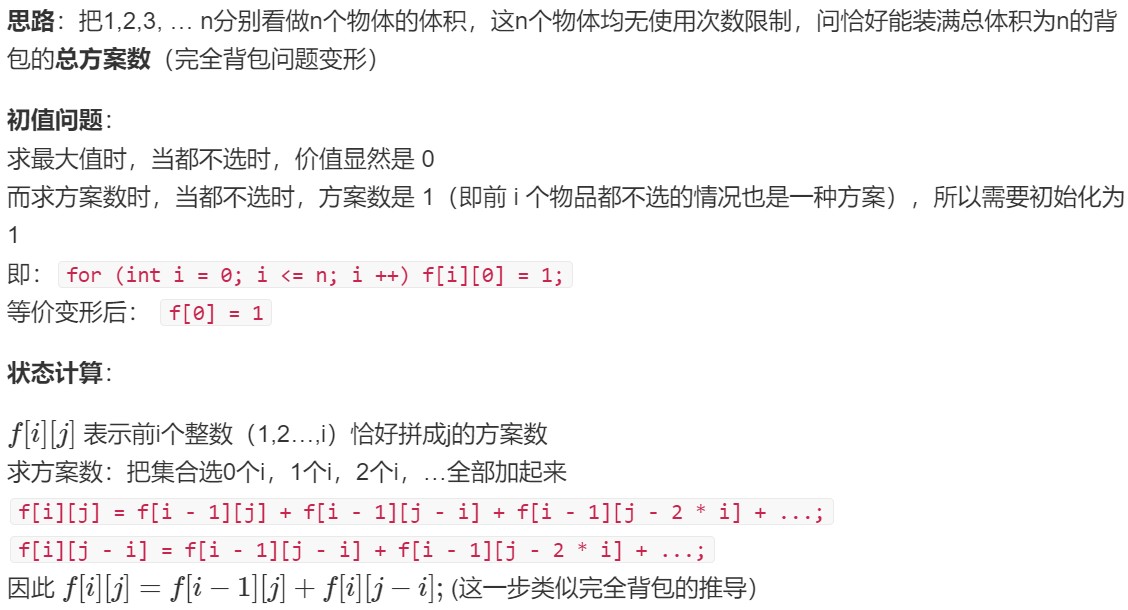 思路：把1,2,3, … n分别看做n个物体的体积，这n个物体均无使用次数限制，问恰好能装满总体积为n的背
包的总方案数（完全背包问题变形）
初值问题：
求最大值时，当都不选时，价值显然是 0
而求方案数时，当都不选时，方案数是 1（即前 i 个物品都不选的情况也是一种方案），所以需要初始化为
1
即： for (int i = 0; i <= n; i ++) f[i][0] = 1;
等价变形后： f[0] = 1
状态计算：
f[i][j] 表示前i个整数（1,2…,i）恰好拼成j的方案数
求方案数：把集合选0个i，1个i，2个i，…全部加起来
f[i][j] = f[i - 1][j] + f[i - 1][j - i] + f[i - 1][j - 2 * i] + ...;
f[i][j - i] = f[i - 1][j - i] + f[i - 1][j - 2 * i] + ...;
因此 f[i][j] = f[i − 1][j] + f[i][j − i]; (这一步类似完全背包的推导）